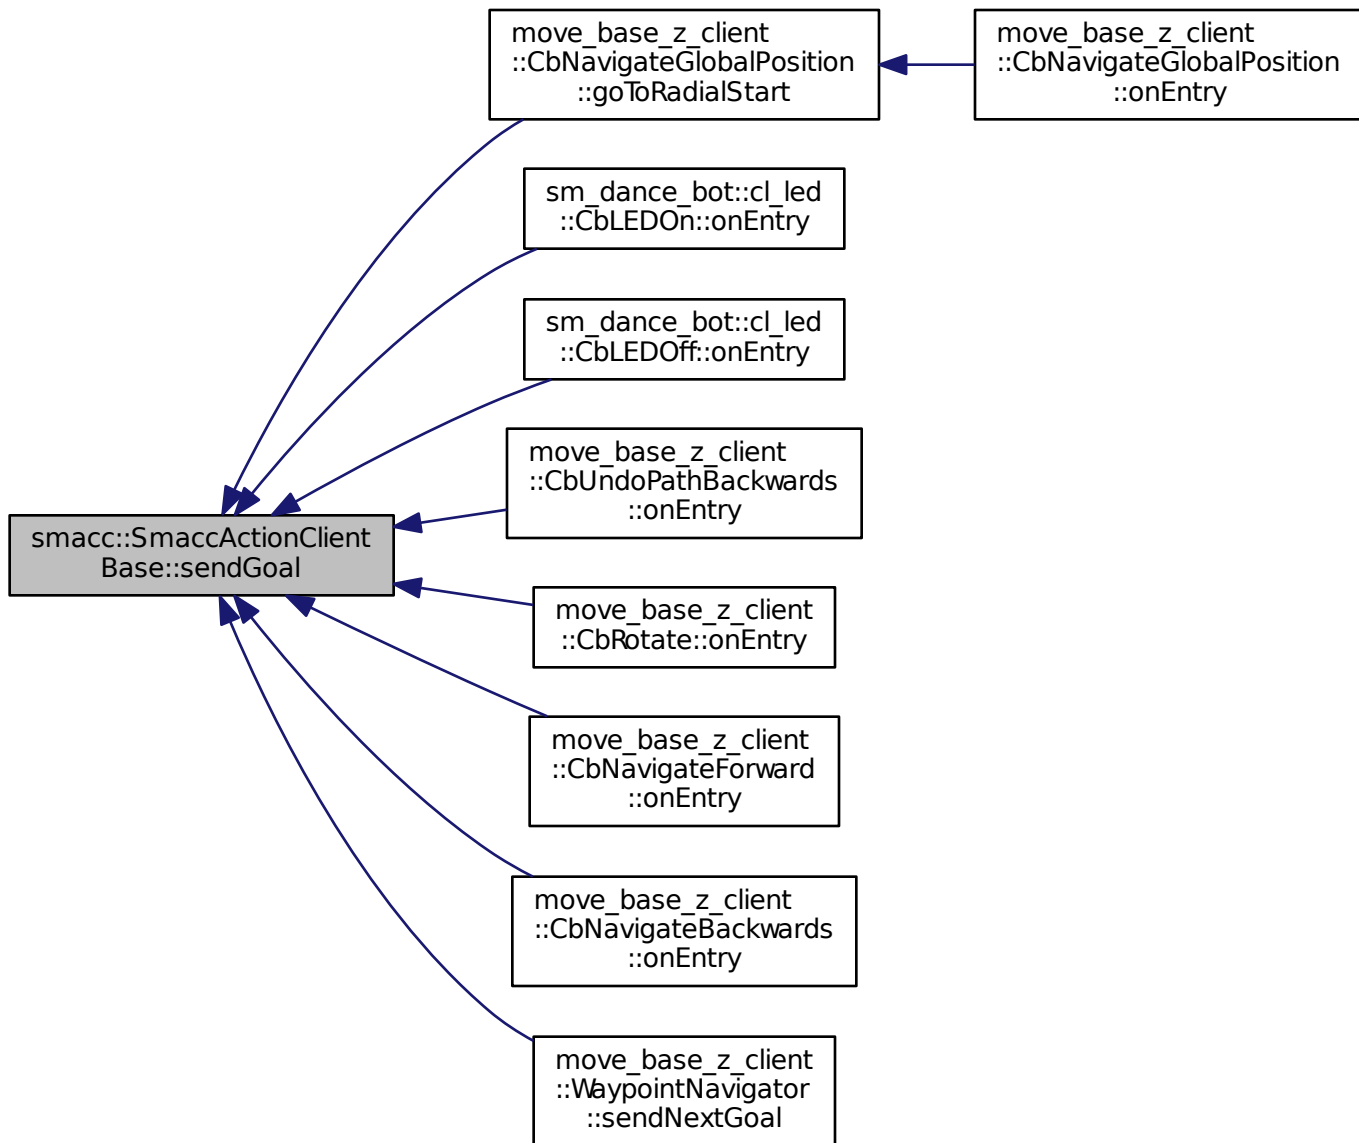 move_base_z_client
::CbNavigateGlobalPosition
::goToRadialStart
move_base_z_client
::CbNavigateGlobalPosition
::onEntry
sm_dance_bot::cl_led
::CbLEDOn::onEntry
sm_dance_bot::cl_led
::CbLEDOff::onEntry
move_base_z_client
::CbUndoPathBackwards
::onEntry
smacc::SmaccActionClient
Base::sendGoal
move_base_z_client
::CbRotate::onEntry
move_base_z_client
::CbNavigateForward
::onEntry
move_base_z_client
::CbNavigateBackwards
::onEntry
move_base_z_client
::WaypointNavigator
::sendNextGoal